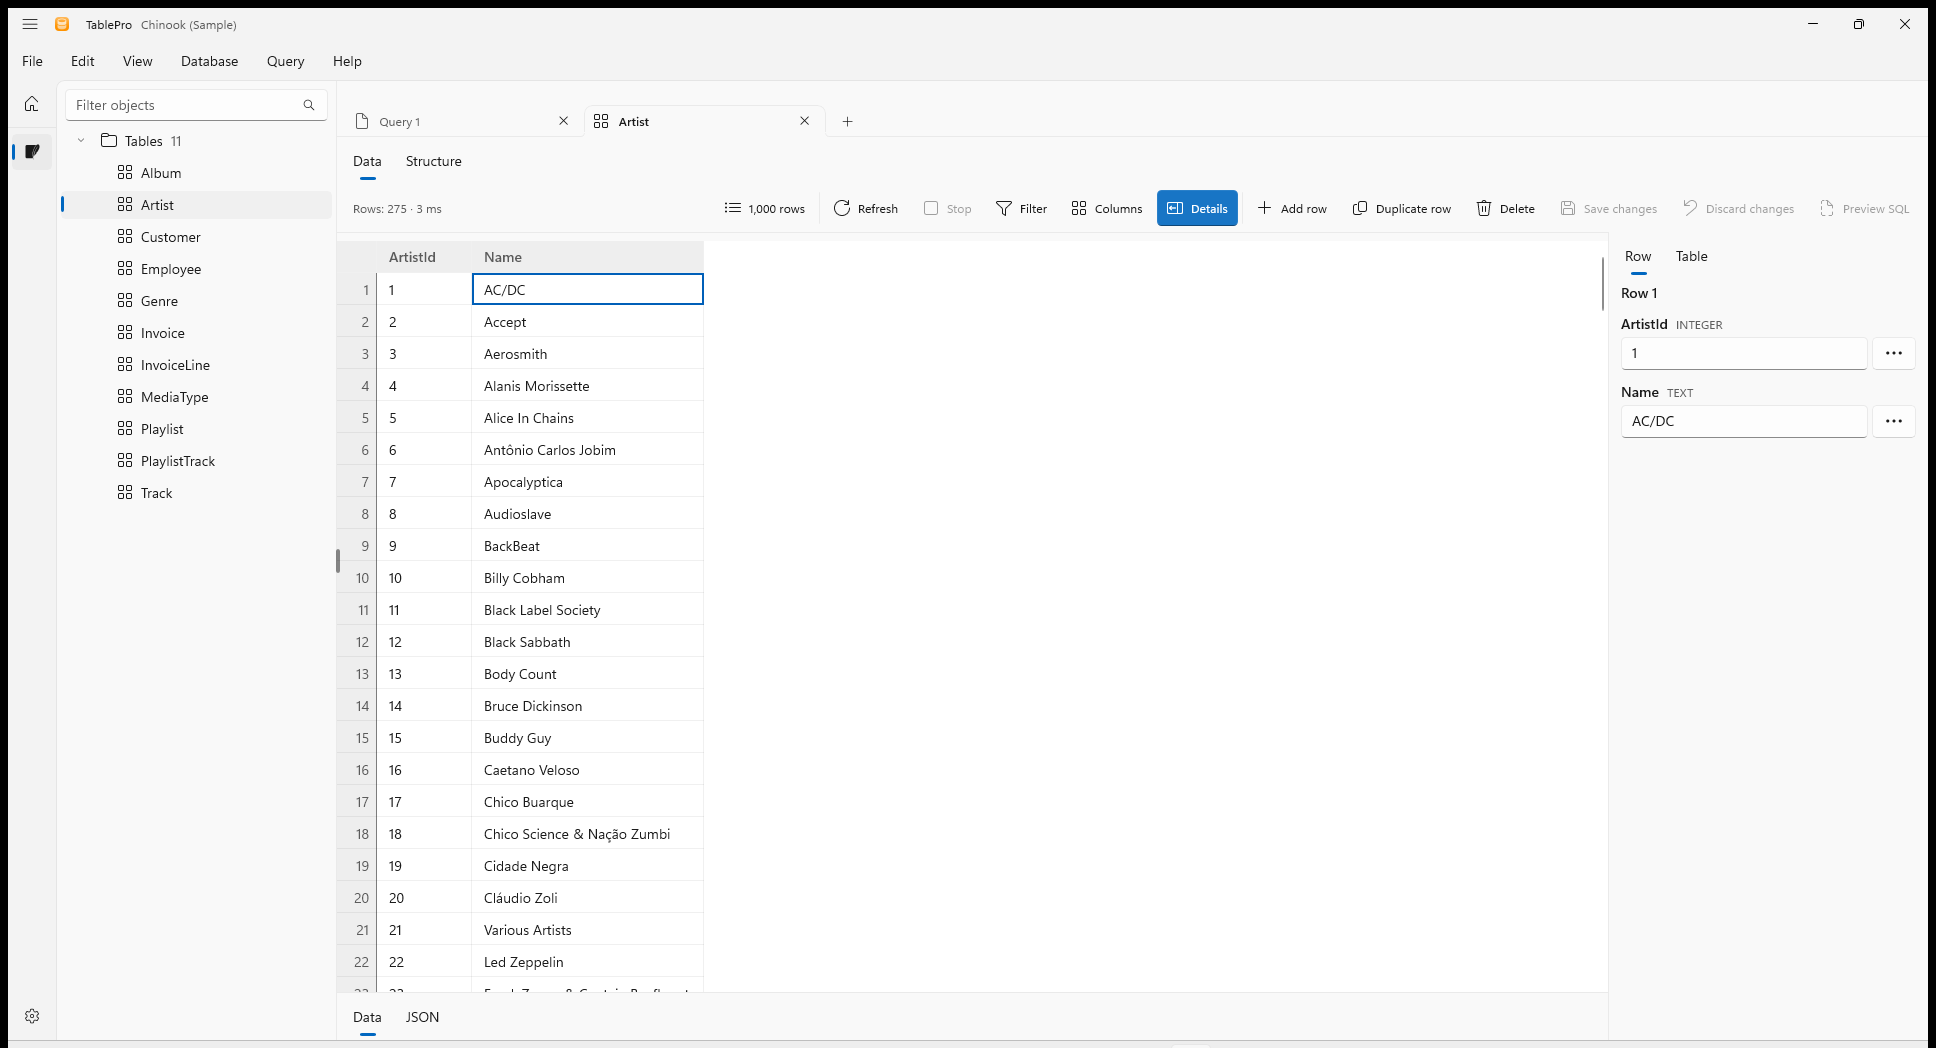 TablePro Chinook (Sample)
File Edit View Database Query Help
Filter objects
Tables 11
Album
Artist
Customer
Employee
Genre
Invoice
InvoiceLine
MediaType
Playlist
PlaylistTrack
Track
Query 1
Artist
Data Structure
Rows: 275 · 3 ms
1,000 rows Refresh Stop Filter Columns Details Add row Duplicate row Delete Save changes Discard changes Preview SQL
ArtistId Name
1 1 AC/DC
2 2 Accept
3 3 Aerosmith
4 4 Alanis Morissette
5 5 Alice In Chains
6 6 Antônio Carlos Jobim
7 7 Apocalyptica
8 8 Audioslave
9 9 BackBeat
10 10 Billy Cobham
11 11 Black Label Society
12 12 Black Sabbath
13 13 Body Count
14 14 Bruce Dickinson
15 15 Buddy Guy
16 16 Caetano Veloso
17 17 Chico Buarque
18 18 Chico Science & Nação Zumbi
19 19 Cidade Negra
20 20 Cláudio Zoli
21 21 Various Artists
22 22 Led Zeppelin
Data JSON
Row Table
Row 1
ArtistId INTEGER
1
Name TEXT
AC/DC